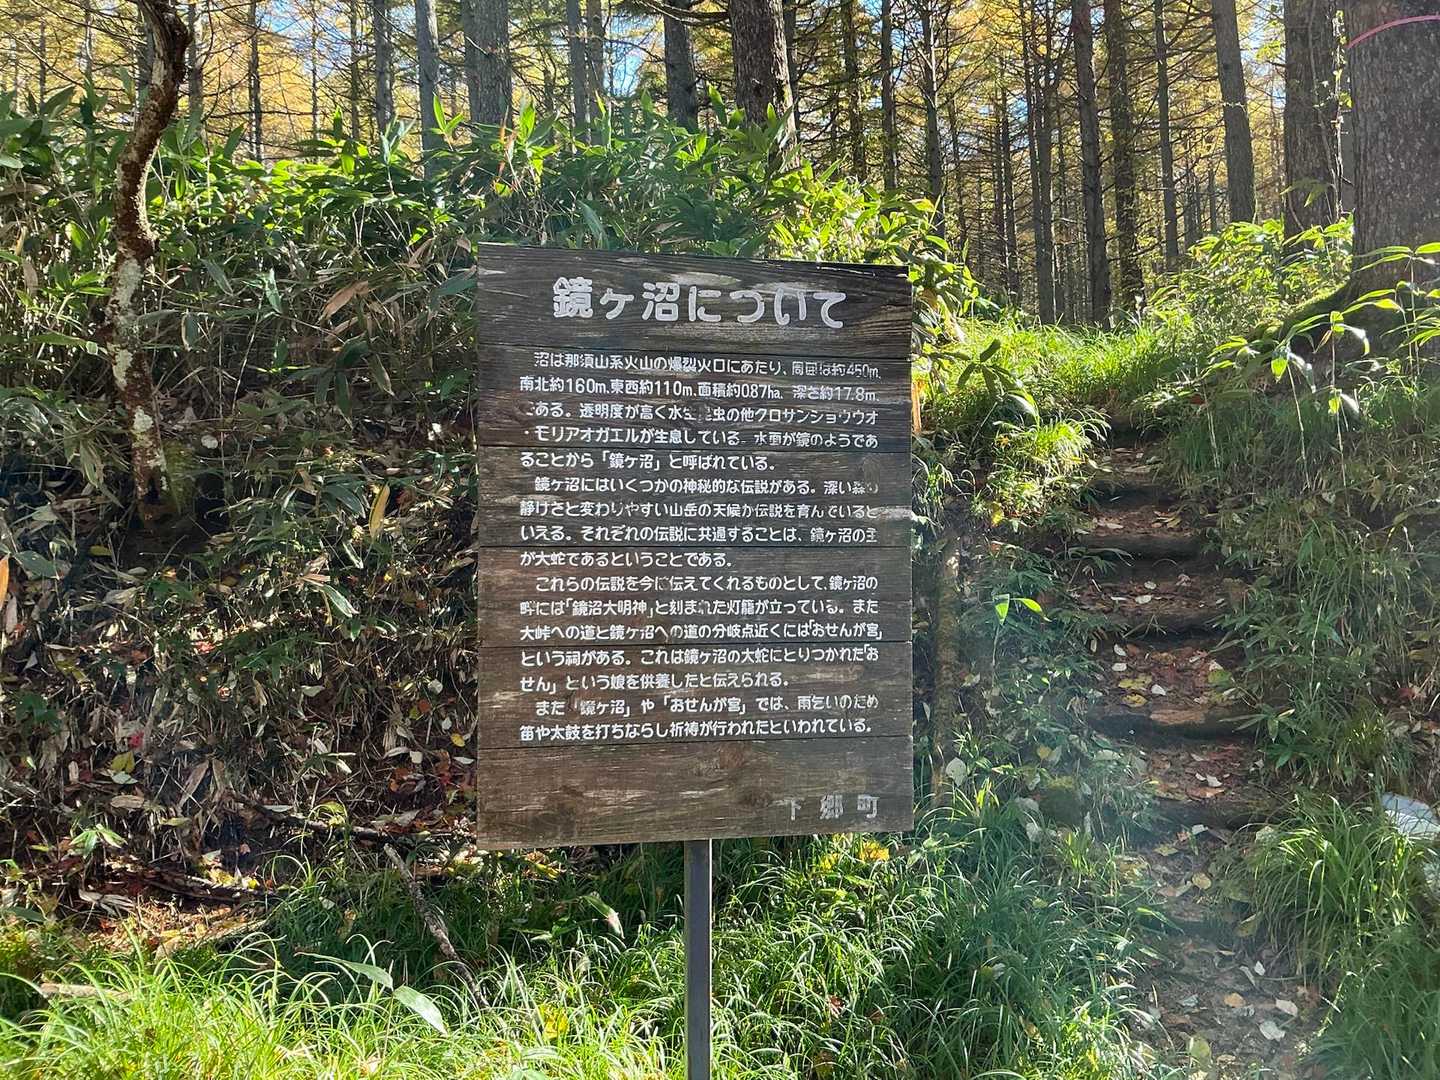 鏡ヶ沼について
沼は那須山系火山の爆裂火口にあたり、周囲は約450m、
南北約160m、東西約110m、面積約0.87ha、深さ約17.8m、
である。透明度が高く水生昆虫の他クロサンショウウオ
・モリアオガエルが生息している。水面が鏡のようであ
ることから「鏡ヶ沼」と呼ばれている。
鏡ヶ沼にはいくつかの神秘的な伝説がある。深い森の
静けさと変わりやすい山岳の天候が伝説を育んでいると
いえる。それぞれの伝説に共通することは、鏡ヶ沼の主
が大蛇であるということである。
これらの伝説を今に伝えてくれるものとして、鏡ヶ沼の
畔には「鏡沼大明神」と刻まれた灯籠が立っている。また
大峠への道と鏡ヶ沼への道の分岐点近くには「おせんが宮」
という祠がある。これは鏡ヶ沼の大蛇にとりつかれた「お
せん」という娘を供養したと伝えられる。
また「鏡ヶ沼」や「おせんが宮」では、雨乞いのため
笛や太鼓を打ちならし祈祷が行われたといわれている。
下郷町